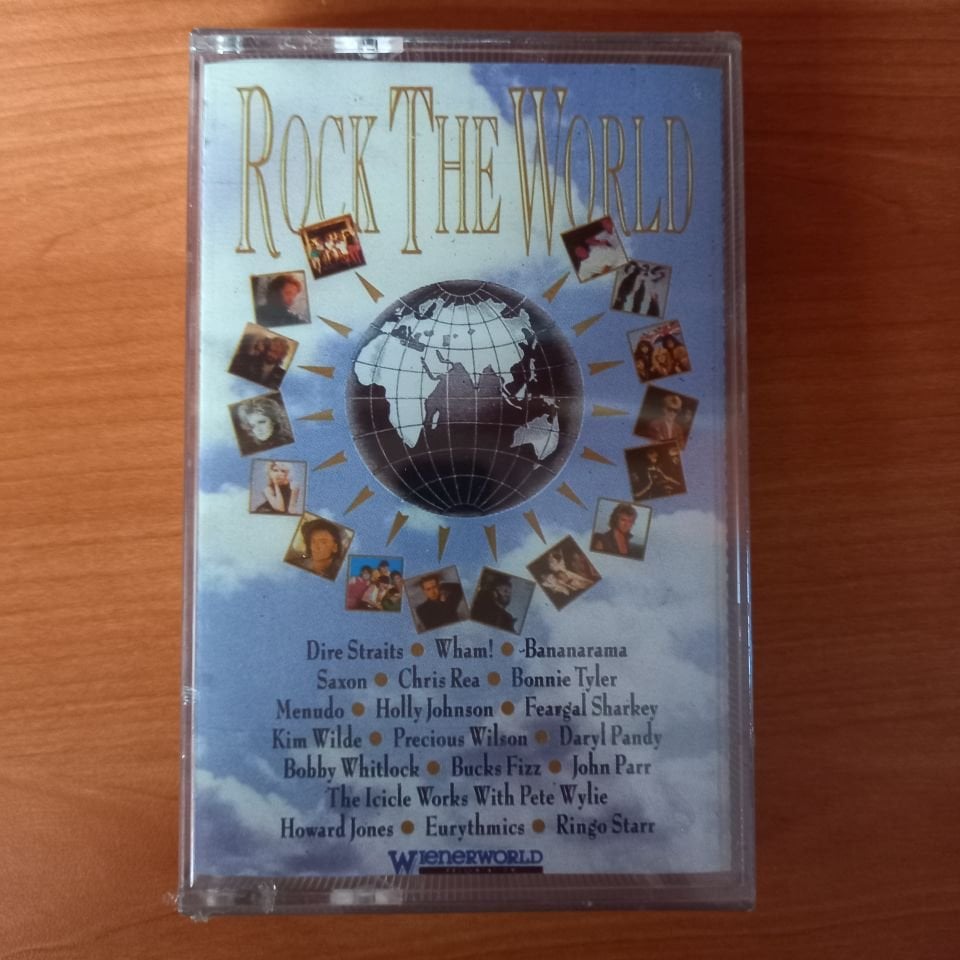 ROCK THE WORLD
Dire Straits • Wham! • Bananarama
Saxon • Chris Rea • Bonnie Tyler
Menudo • Holly Johnson • Feargal Sharkey
Kim Wilde • Precious Wilson • Daryl Pandy
Bobby Whitlock • Bucks Fizz • John Parr
The Icicle Works With Pete Wylie
Howard Jones • Eurythmics • Ringo Starr
WIENERWORLD